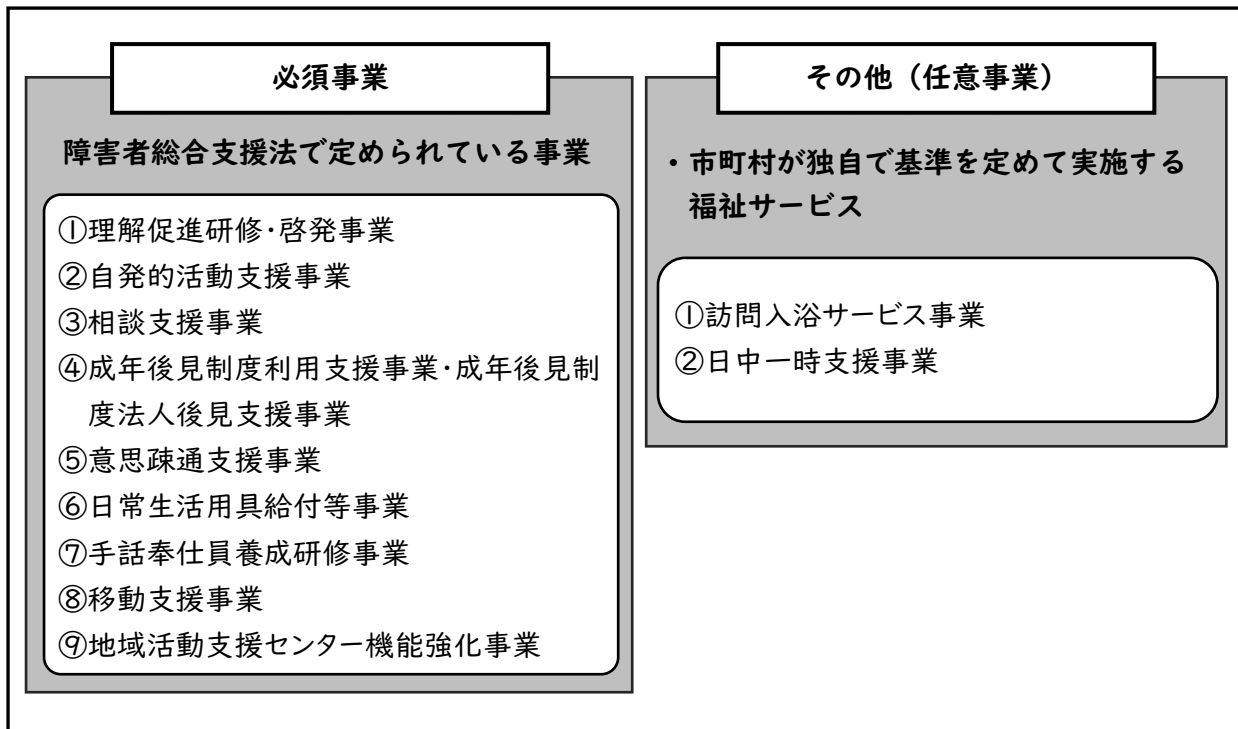 必須事業
障害者総合支援法で定められている事業
①理解促進研修・啓発事業
②自発的活動支援事業
③相談支援事業
④成年後見制度利用支援事業・成年後見制
度法人後見支援事業
⑤意思疎通支援事業
⑥日常生活用具給付等事業
⑦手話奉仕員養成研修事業
⑧移動支援事業
⑨地域活動支援センター機能強化事業
その他（任意事業）
・市町村が独自で基準を定めて実施する
福祉サービス
①訪問入浴サービス事業
②日中一時支援事業